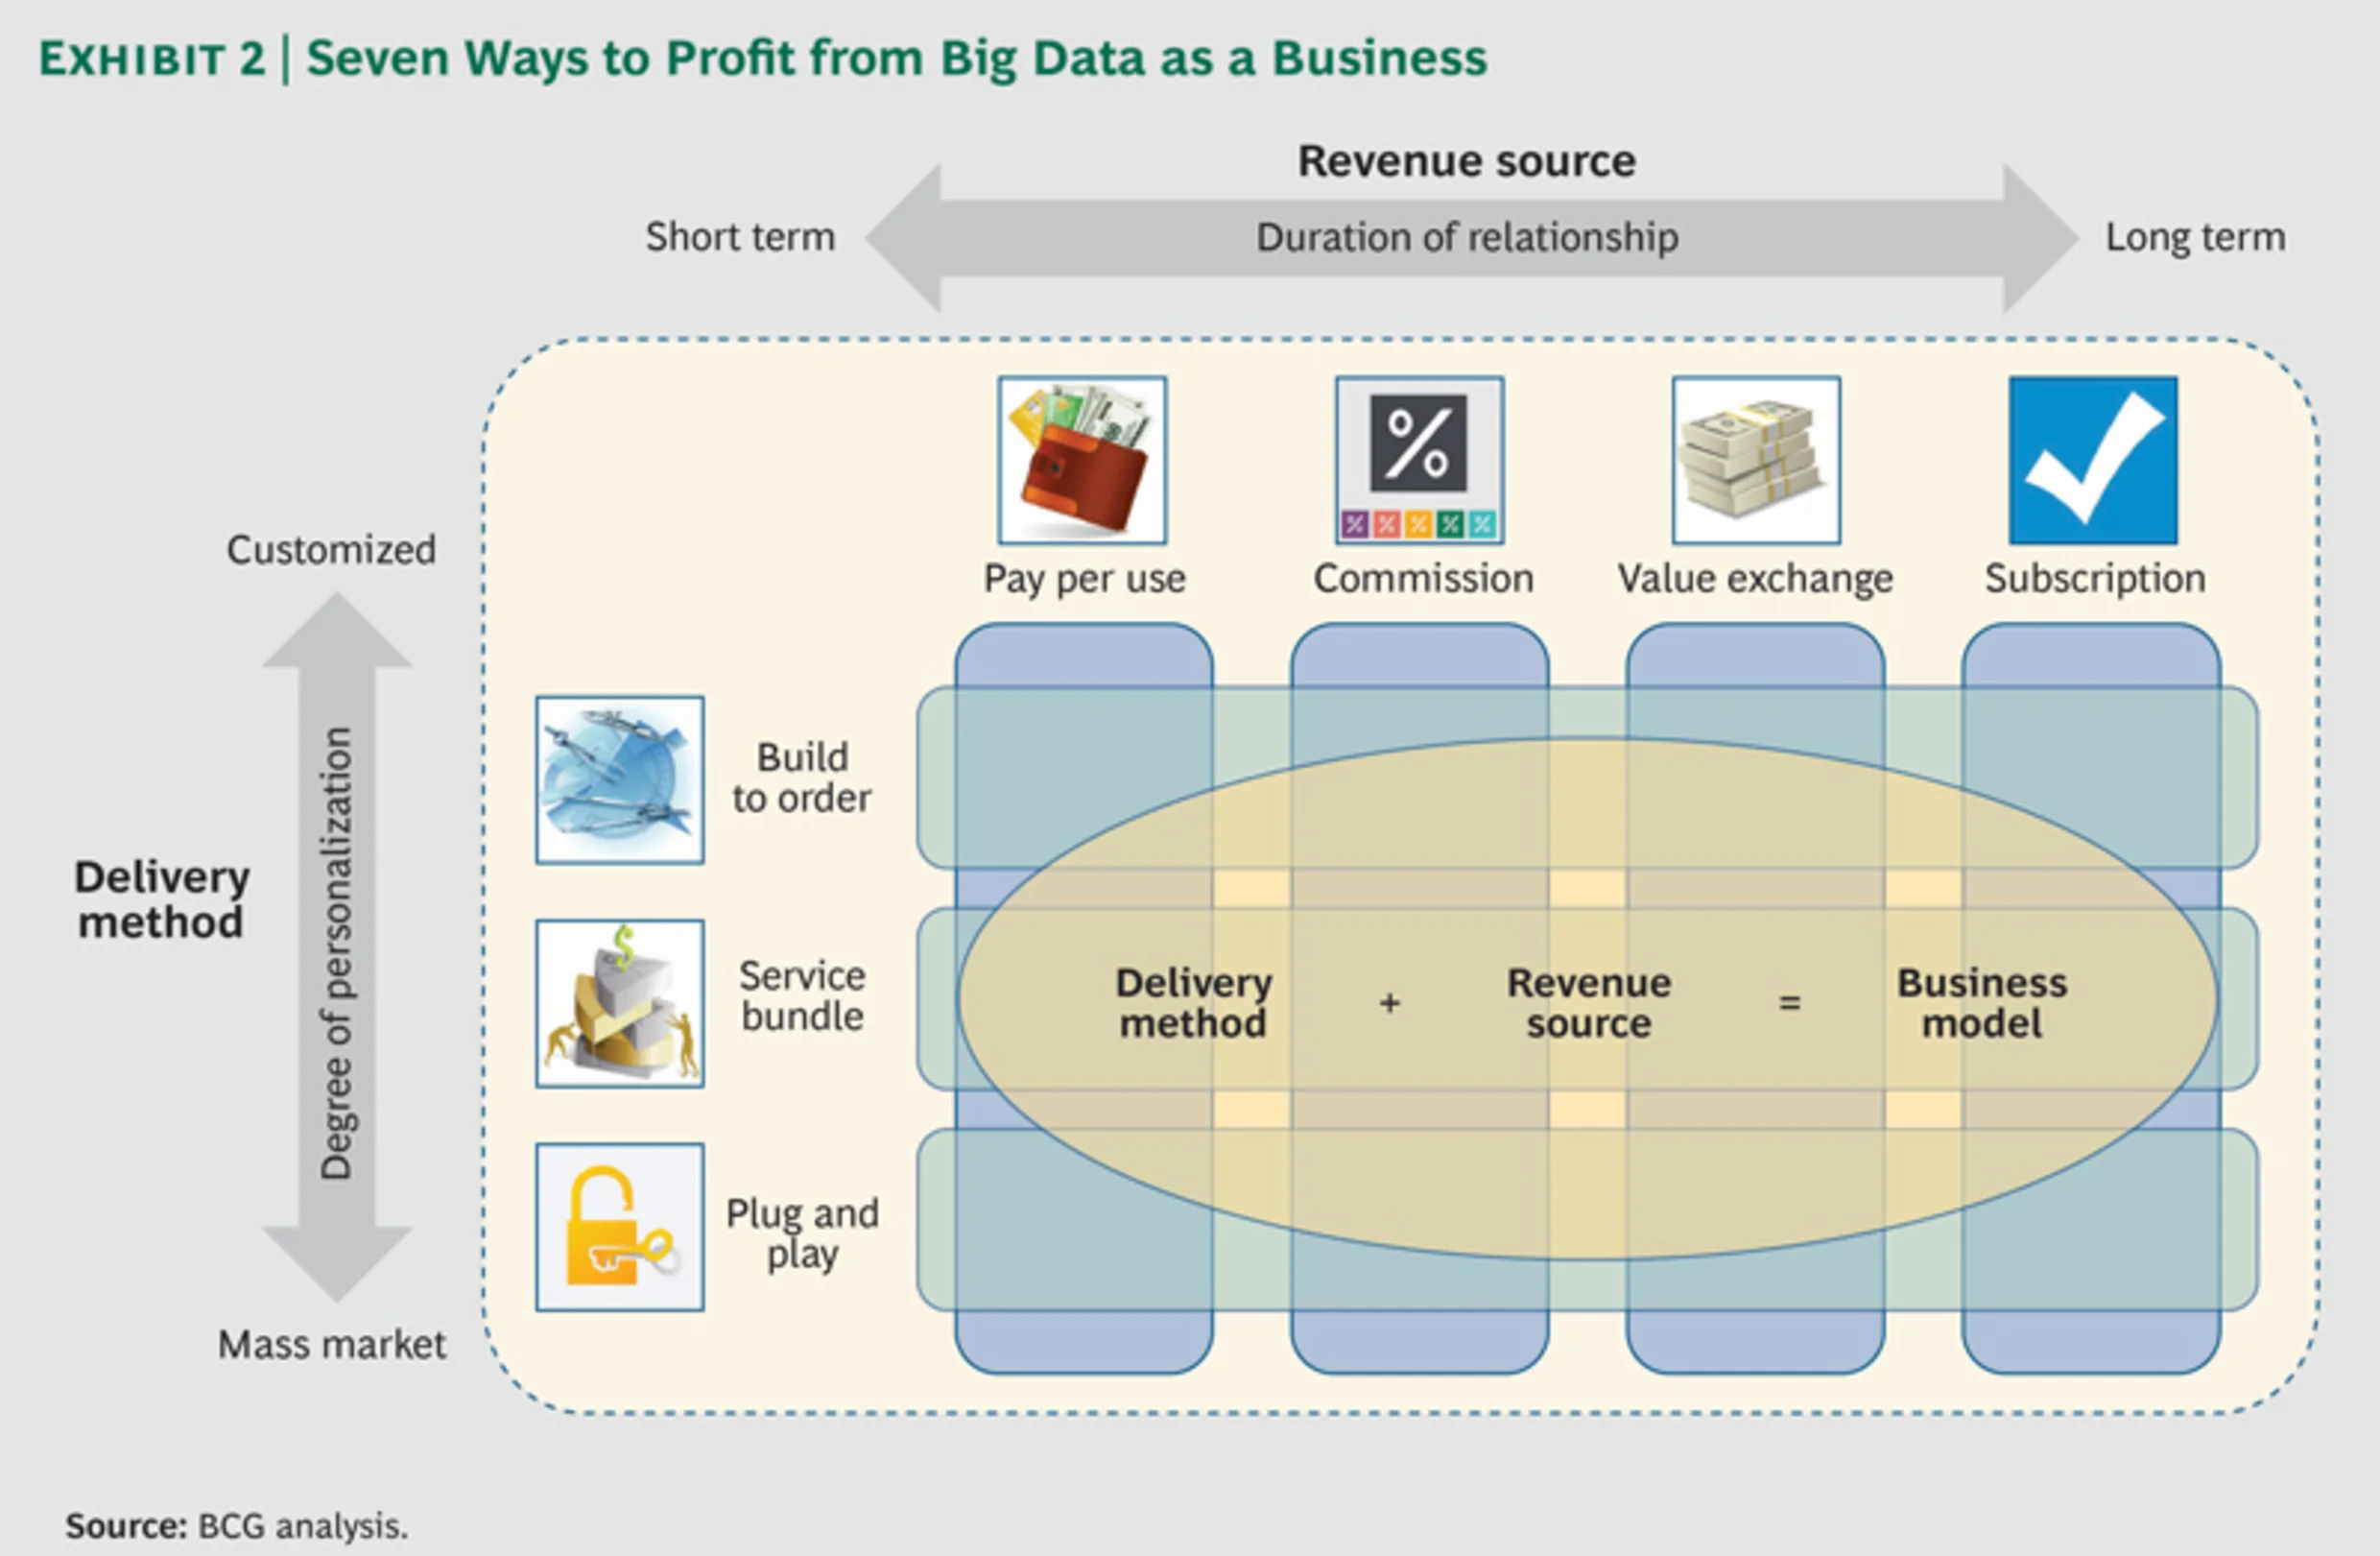 EXHIBIT 2 | Seven Ways to Profit from Big Data as a Business
Revenue source
Short term
Duration of relationship
Long term
Pay per use
Commission
Value exchange
Subscription
Customized
Degree of personalization
Delivery
method
Mass market
Build
to order
Service
bundle
Plug and
play
Delivery
method
+
Revenue
source
=
Business
model
Source: BCG analysis.